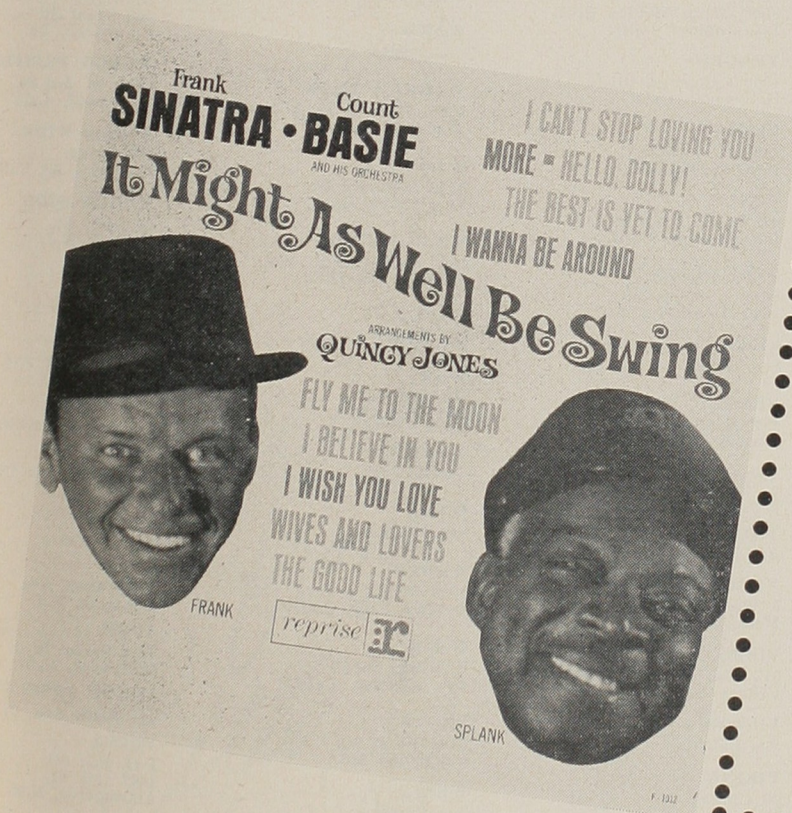 Frank
Count
SINATRA • BASIE
AND HIS ORCHESTRA
It Might As Well Be Swing
I CAN'T STOP LOVING YOU
MORE • HELLO, DOLLY!
THE BEST IS YET TO COME
I WANNA BE AROUND
ARRANGEMENTS BY
QUINCY JONES
FLY ME TO THE MOON
I BELIEVE IN YOU
I WISH YOU LOVE
WIVES AND LOVERS
THE GOOD LIFE
FRANK
reprise r:
SPLANK
F-1012